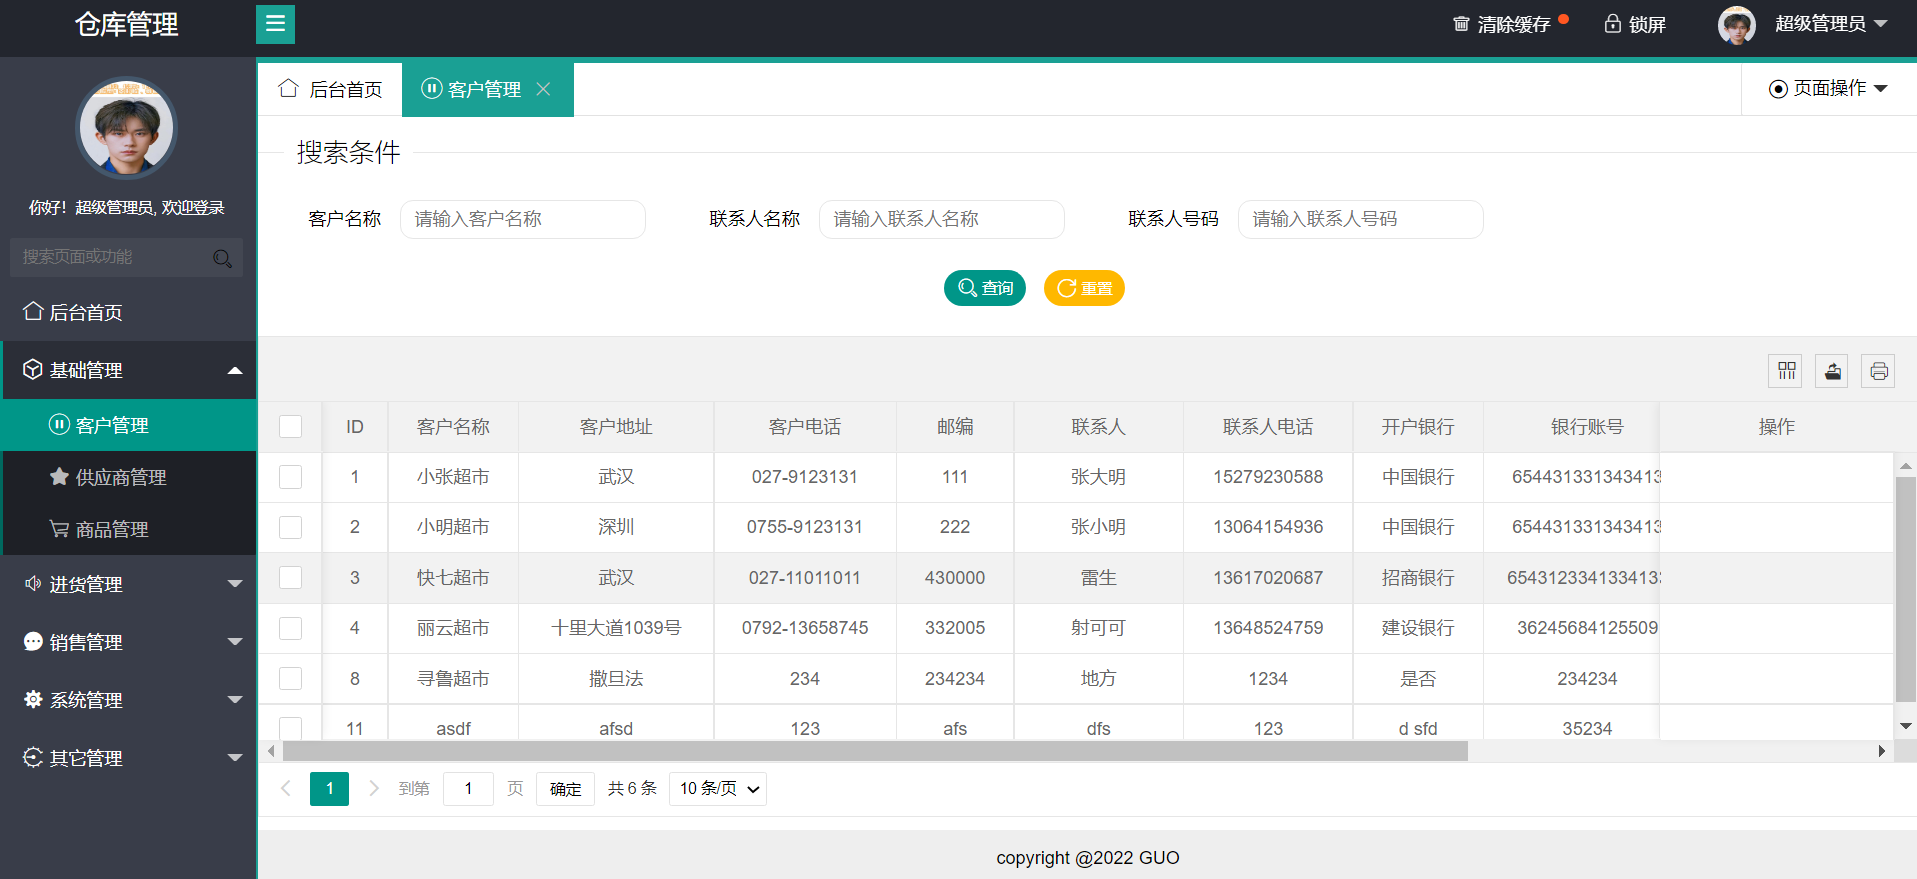 仓库管理
清除缓存
锁屏
超级管理员
你好！超级管理员, 欢迎登录
搜索页面或功能
后台首页
基础管理
客户管理
供应商管理
商品管理
进货管理
销售管理
系统管理
其它管理
后台首页 客户管理 页面操作
搜索条件
客户名称 请输入客户名称 联系人名称 请输入联系人名称 联系人号码 请输入联系人号码
查询 重置
ID 客户名称 客户地址 客户电话 邮编 联系人 联系人电话 开户银行 银行账号 操作
1 小张超市 武汉 027-9123131 111 张大明 15279230588 中国银行 654431331343413
2 小明超市 深圳 0755-9123131 222 张小明 13064154936 中国银行 654431331343413
3 快七超市 武汉 027-11011011 430000 雷生 13617020687 招商银行 6543123341334133
4 丽云超市 十里大道1039号 0792-13658745 332005 射可可 13648524759 建设银行 36245684125509
8 寻鲁超市 撒旦法 234 234234 地方 1234 是否 234234
11 asdf afsd 123 afs dfs 123 d sfd 35234
1 到第 1 页 确定 共 6 条 10 条/页
copyright @2022 GUO